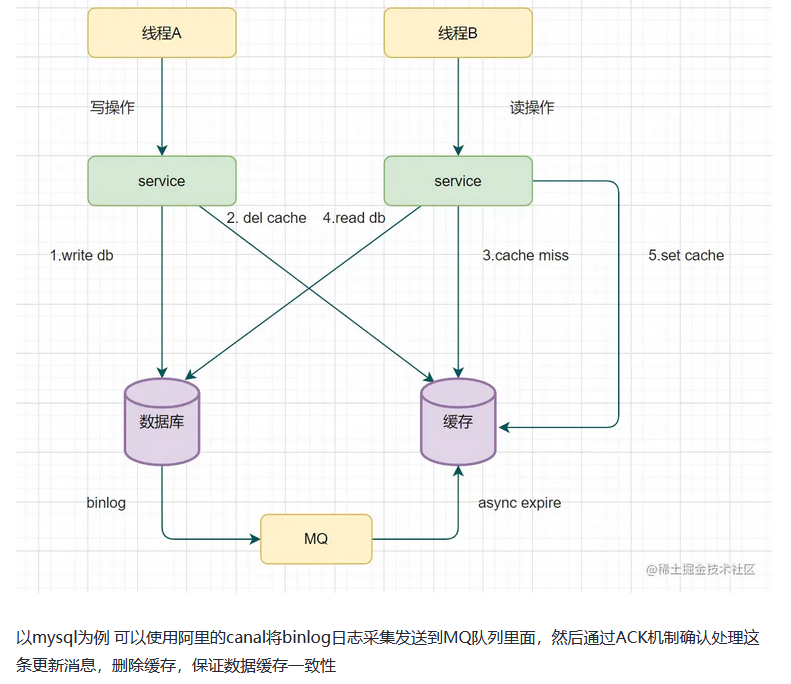 线程A
线程B
写操作
读操作
service
service
2. del cache
4.read db
1.write db
3.cache miss
5.set cache
数据库
缓存
binlog
async expire
MQ
@稀土掘金技术社区
以mysql为例 可以使用阿里的canal将binlog日志采集发送到MQ队列里面，然后通过ACK机制确认处理这
条更新消息，删除缓存，保证数据缓存一致性